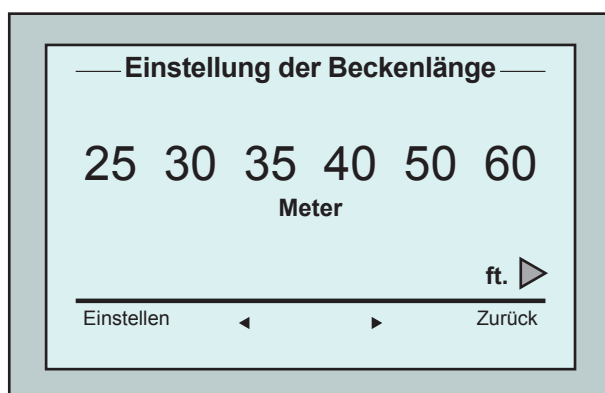 Einstellung der Beckenlänge
25 30 35 40 50 60
Meter
ft.
Einstellen Zurück